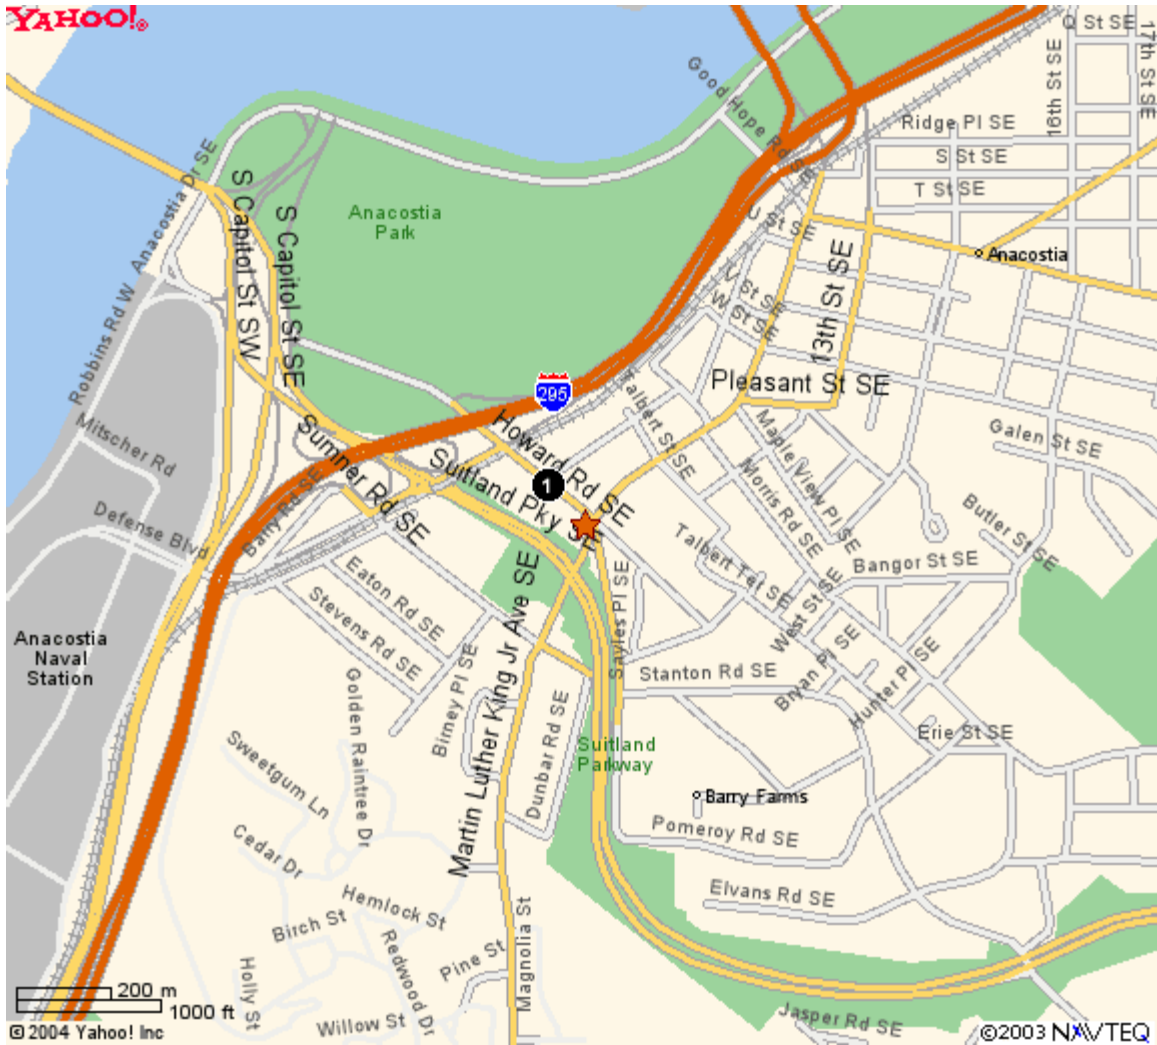 YAHOO!®
Q St SE
17th St SE
16th St SE
Good Hope Rd SE
Ridge Pl SE
S St SE
T St SE
U St SE
Anacostia
Park
Anacostia Dr SE
S Capitol St SW
S Capitol St SE
Robbins Rd W
Anacostia
13th St SE
V St SE
W St SE
Pleasant St SE
295
Talbert St SE
Howard Rd SE
Mitscher Rd
Sumner Rd SE
Suitland Pky SE
1
Maple View Pl SE
Morris Rd SE
Galen St SE
Butler St SE
Defense Blvd
Barry Rd SE
Bangor St SE
Talbert Ter SE
West St SE
Eaton Rd SE
Stevens Rd SE
Anacostia
Naval
Station
Martin Luther King Jr Ave SE
Birney Pl SE
Sayles Pl SE
Stanton Rd SE
Bryan Pl SE
Hunter Pl SE
Erie St SE
Golden Raintree Dr
Sweetgum Ln
Dunbar Rd SE
Suitland
Parkway
Barry Farms
Pomeroy Rd SE
Cedar Dr
Hemlock St
Birch St
Redwood Dr
Elvans Rd SE
Pine St
Magnolia St
Holly St
Willow St
Jasper Rd SE
200 m
1000 ft
© 2004 Yahoo! Inc
©2003 NAVTEQ